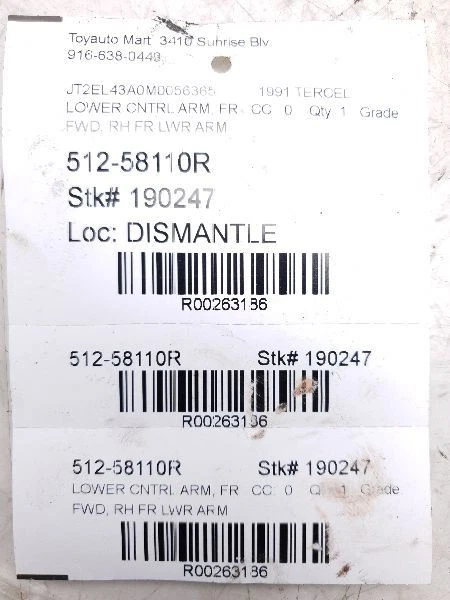 Toyauto Mart 3410 Sunrise Blv
916-638-0449
JT2EL43A0M0056365 1991 TERCEL
LOWER CNTRL ARM, FR CC: 0 Qty 1 Grade
FWD, RH FR LWR ARM
512-58110R
Stk# 190247
Loc: DISMANTLE
R00263186
512-58110R Stk# 190247
R00263186
512-58110R Stk# 190247
LOWER CNTRL ARM, FR CC: 0 Qty 1 Grade
FWD, RH FR LWR ARM
R00263186